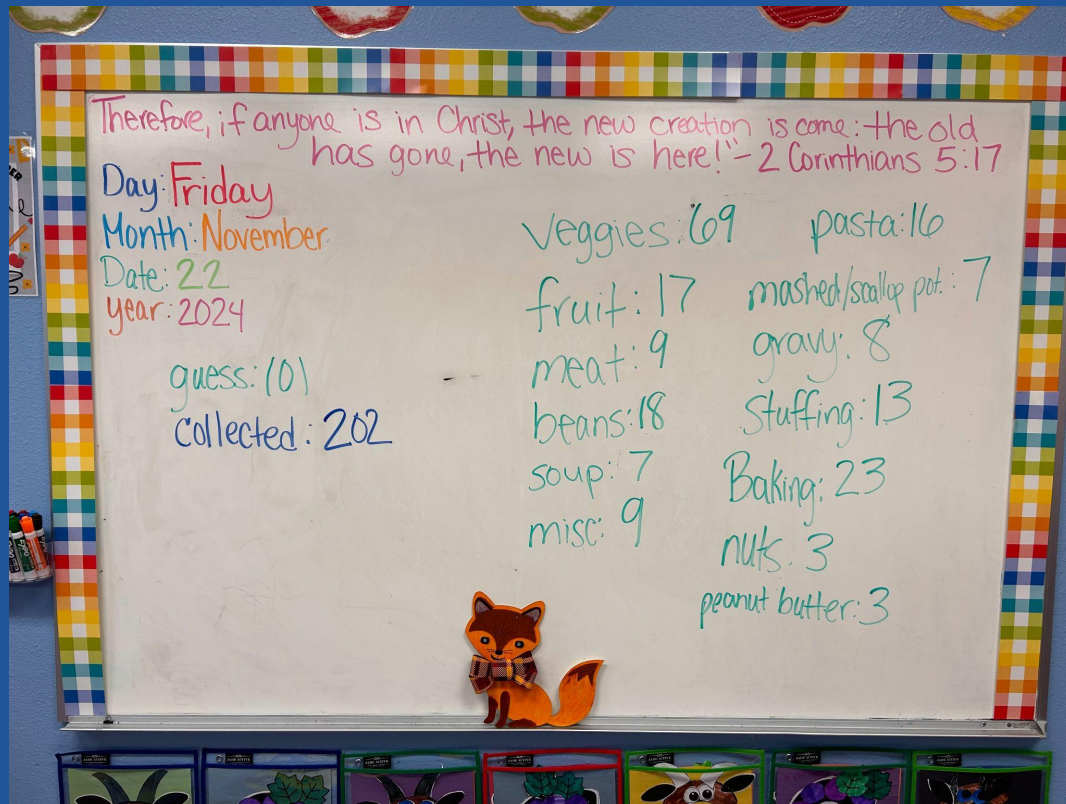 Therefore, if anyone is in Christ, the new creation is come: the old
has gone, the new is here!" - 2 Corinthians 5:17
Day: Friday
Month: November
Date: 22
year: 2024
guess: 101
collected: 202
Veggies: 69
fruit: 17
meat: 9
beans: 18
soup: 7
misc: 9
pasta: 16
mashed/scallop pot.: 7
gravy: 8
Stuffing: 13
Baking: 23
nuts: 3
peanut butter: 3